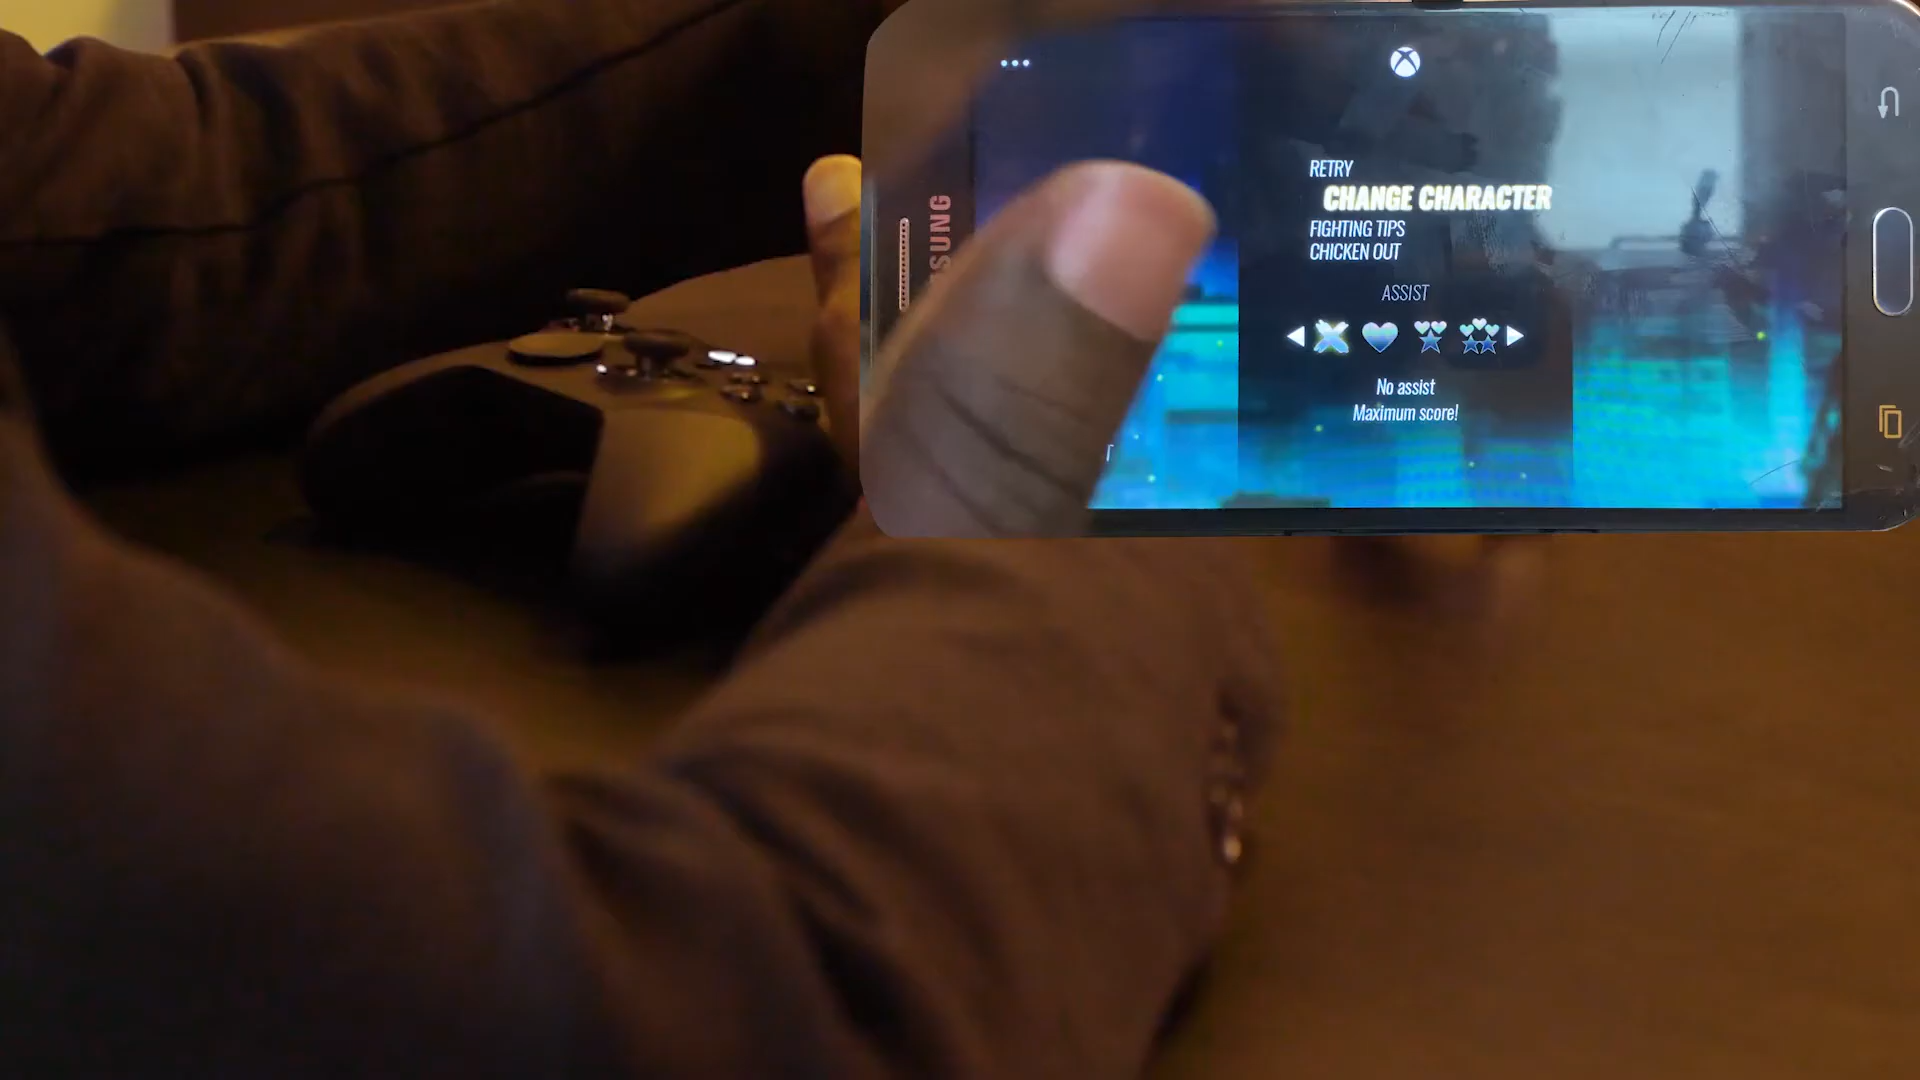 SUNG
RETRY
CHANGE CHARACTER
FIGHTING TIPS
CHICKEN OUT
ASSIST
No assist
Maximum score!